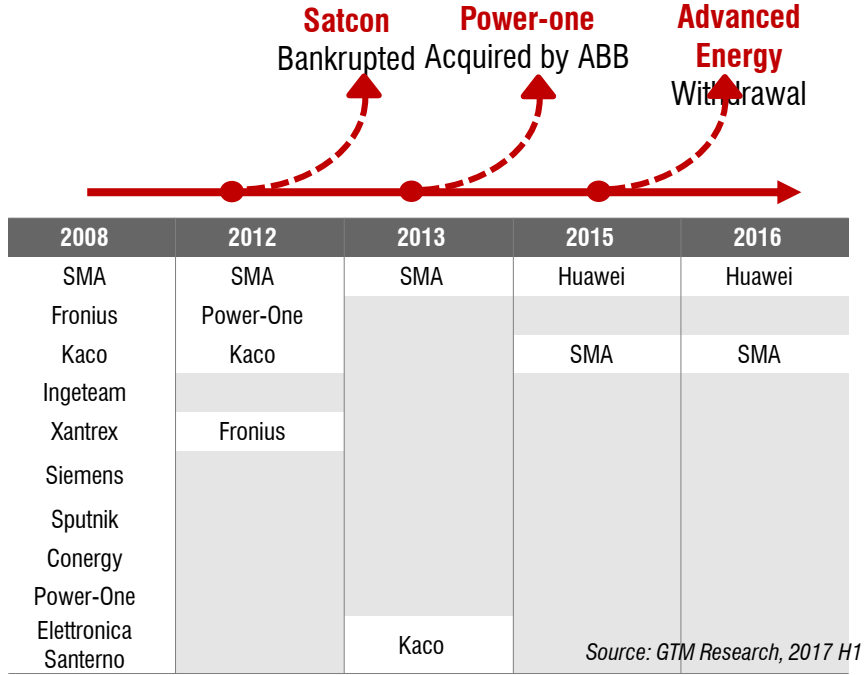 Satcon
Bankrupted
Power-one
Acquired by ABB
Advanced
Energy
Withdrawal
2008 2012 2013 2015 2016
SMA SMA SMA Huawei Huawei
Fronius Power-One
Kaco Kaco SMA SMA
Ingeteam
Xantrex Fronius
Siemens
Sputnik
Conergy
Power-One
Elettronica
Santerno
Kaco
Source: GTM Research, 2017 H1